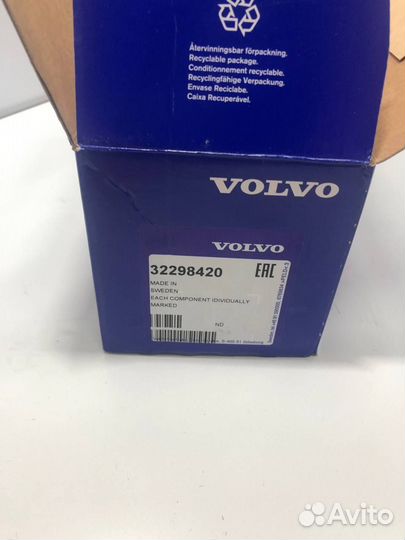 Återvinningsbar förpackning.
Recyclable package.
Conditionnement recyclable.
Recyclingfähige Verpackung.
Envase Reciclabe.
Caixa Recuperável.
VOLVO
VOLVO
32298420
EAC
MADE IN
SWEDEN
EACH COMPONENT IDIVIDUALLY
MARKED
ND
Avito